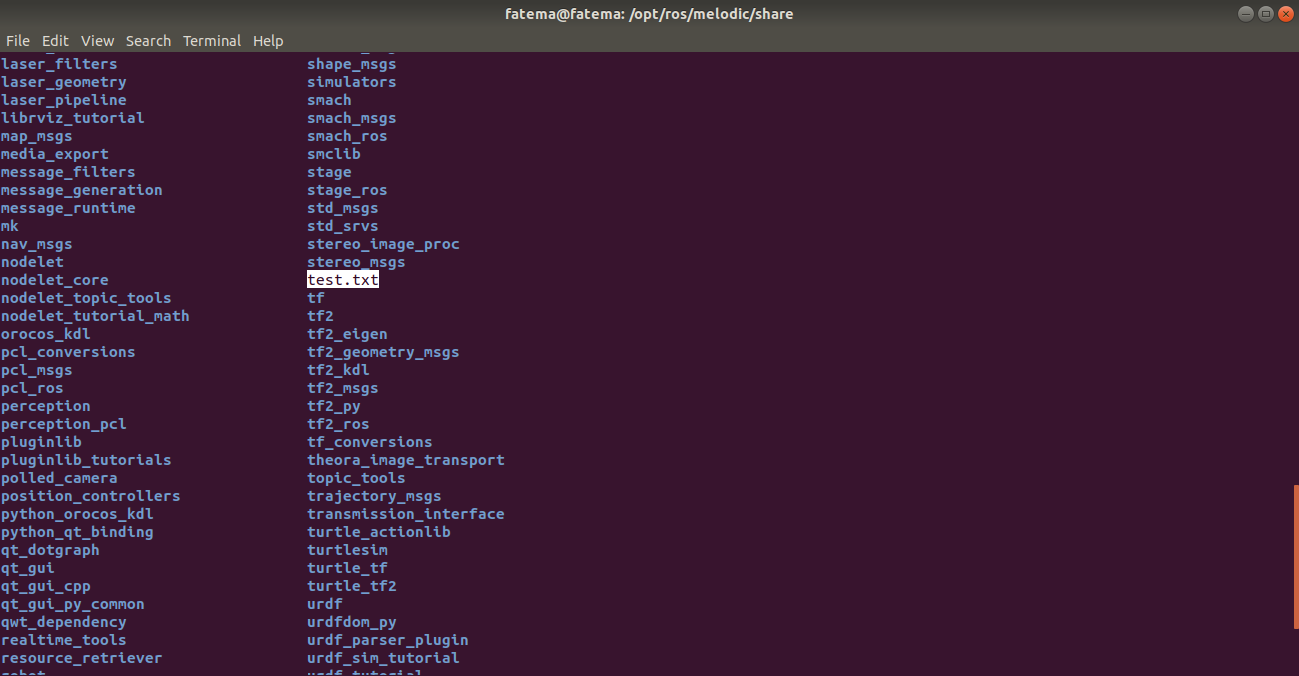 fatema@fatema: /opt/ros/melodic/share
File Edit View Search Terminal Help
laser_filters shape_msgs
laser_geometry simulators
laser_pipeline smach
librviz_tutorial smach_msgs
map_msgs smach_ros
media_export smclib
message_filters stage
message_generation stage_ros
message_runtime std_msgs
mk std_srvs
nav_msgs stereo_image_proc
nodelet stereo_msgs
nodelet_core test.txt
nodelet_topic_tools tf
nodelet_tutorial_math tf2
orocos_kdl tf2_eigen
pcl_conversions tf2_geometry_msgs
pcl_msgs tf2_kdl
pcl_ros tf2_msgs
perception tf2_py
perception_pcl tf2_ros
pluginlib tf_conversions
pluginlib_tutorials theora_image_transport
polled_camera topic_tools
position_controllers trajectory_msgs
python_orocos_kdl transmission_interface
python_qt_binding turtle_actionlib
qt_dotgraph turtlesim
qt_gui turtle_tf
qt_gui_cpp turtle_tf2
qt_gui_py_common urdf
qwt_dependency urdfdom_py
realtime_tools urdf_parser_plugin
resource_retriever urdf_sim_tutorial